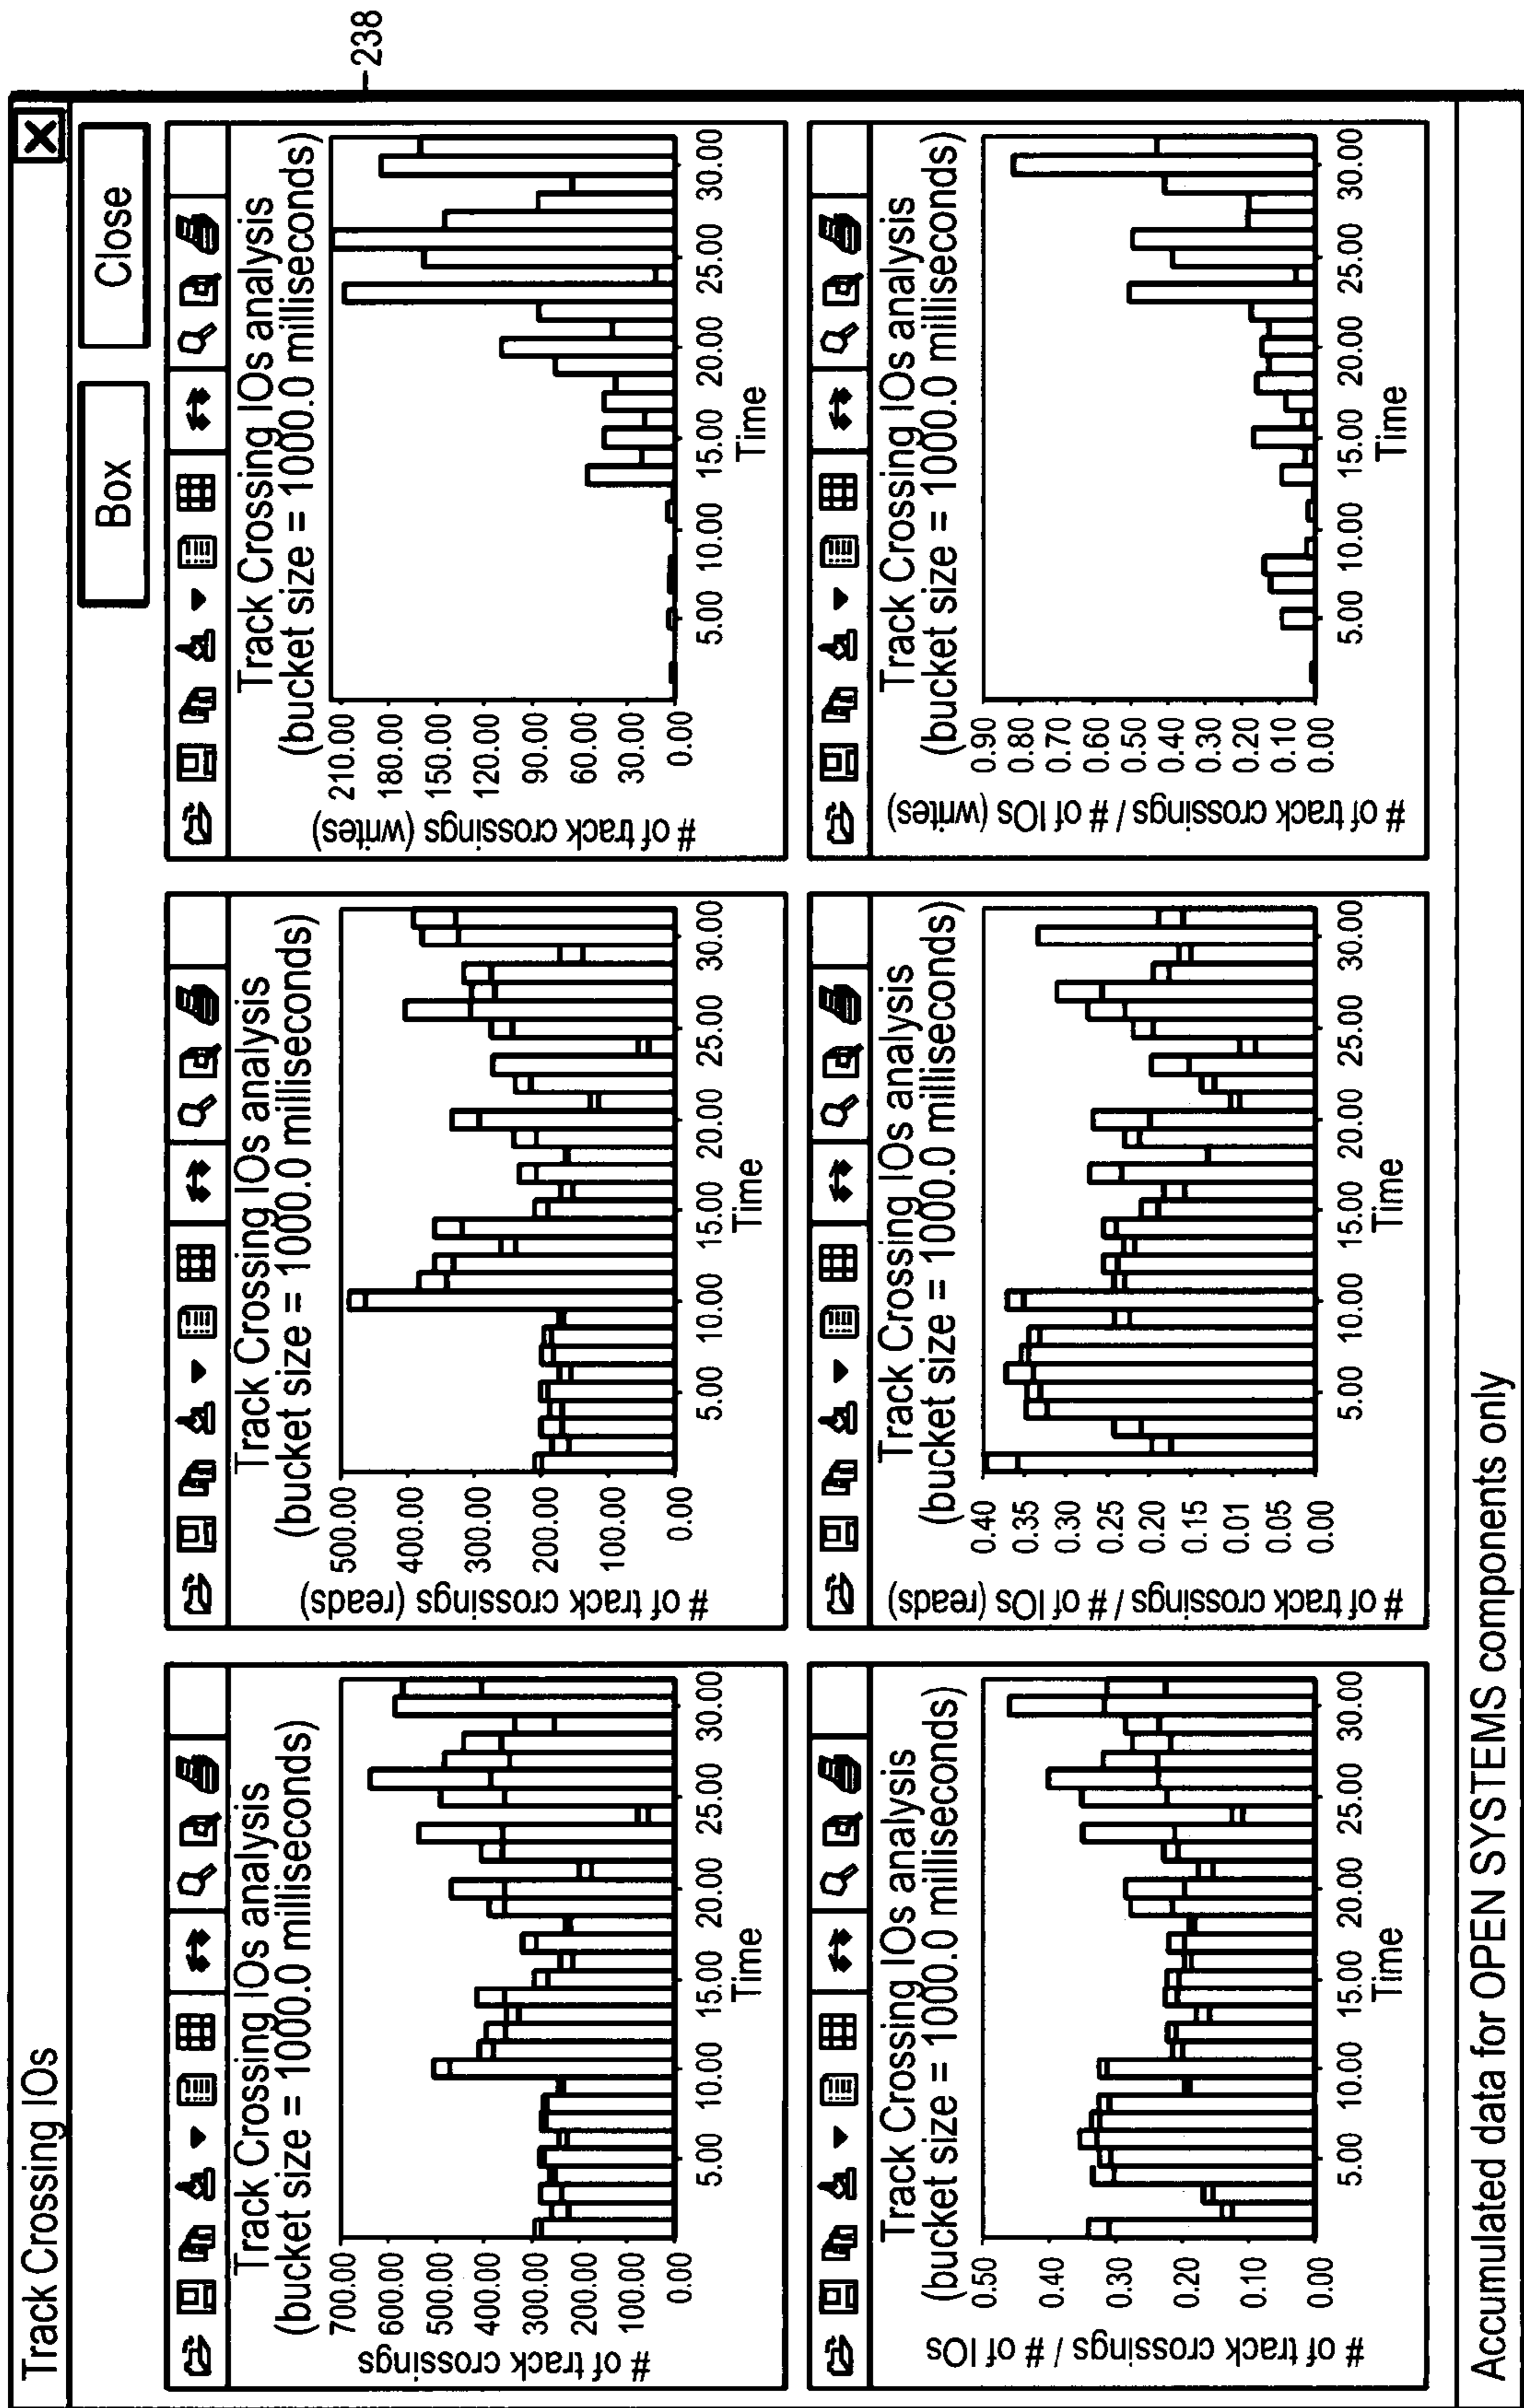 Track Crossing IOs
Box
Close
Track Crossing IOs analysis
(bucket size = 1000.0 milliseconds)
# of track crossings
700.00
600.00
500.00
400.00
300.00
200.00
100.00
0.00
5.00 10.00 15.00 20.00 25.00 30.00
Time
Track Crossing IOs analysis
(bucket size = 1000.0 milliseconds)
# of track crossings (reads)
500.00
400.00
300.00
200.00
100.00
0.00
5.00 10.00 15.00 20.00 25.00 30.00
Time
Track Crossing IOs analysis
(bucket size = 1000.0 milliseconds)
# of track crossings (writes)
210.00
180.00
150.00
120.00
90.00
60.00
30.00
0.00
5.00 10.00 15.00 20.00 25.00 30.00
Time
238
Track Crossing IOs analysis
(bucket size = 1000.0 milliseconds)
# of track crossings / # of IOs
0.50
0.40
0.30
0.20
0.10
0.00
5.00 10.00 15.00 20.00 25.00 30.00
Time
Track Crossing IOs analysis
(bucket size = 1000.0 milliseconds)
# of track crossings / # of IOs (reads)
0.40
0.35
0.30
0.25
0.20
0.15
0.01
0.05
0.00
5.00 10.00 15.00 20.00 25.00 30.00
Time
Track Crossing IOs analysis
(bucket size = 1000.0 milliseconds)
# of track crossings / # of IOs (writes)
0.90
0.80
0.70
0.60
0.50
0.40
0.30
0.20
0.10
0.00
5.00 10.00 15.00 20.00 25.00 30.00
Time
Accumulated data for OPEN SYSTEMS components only